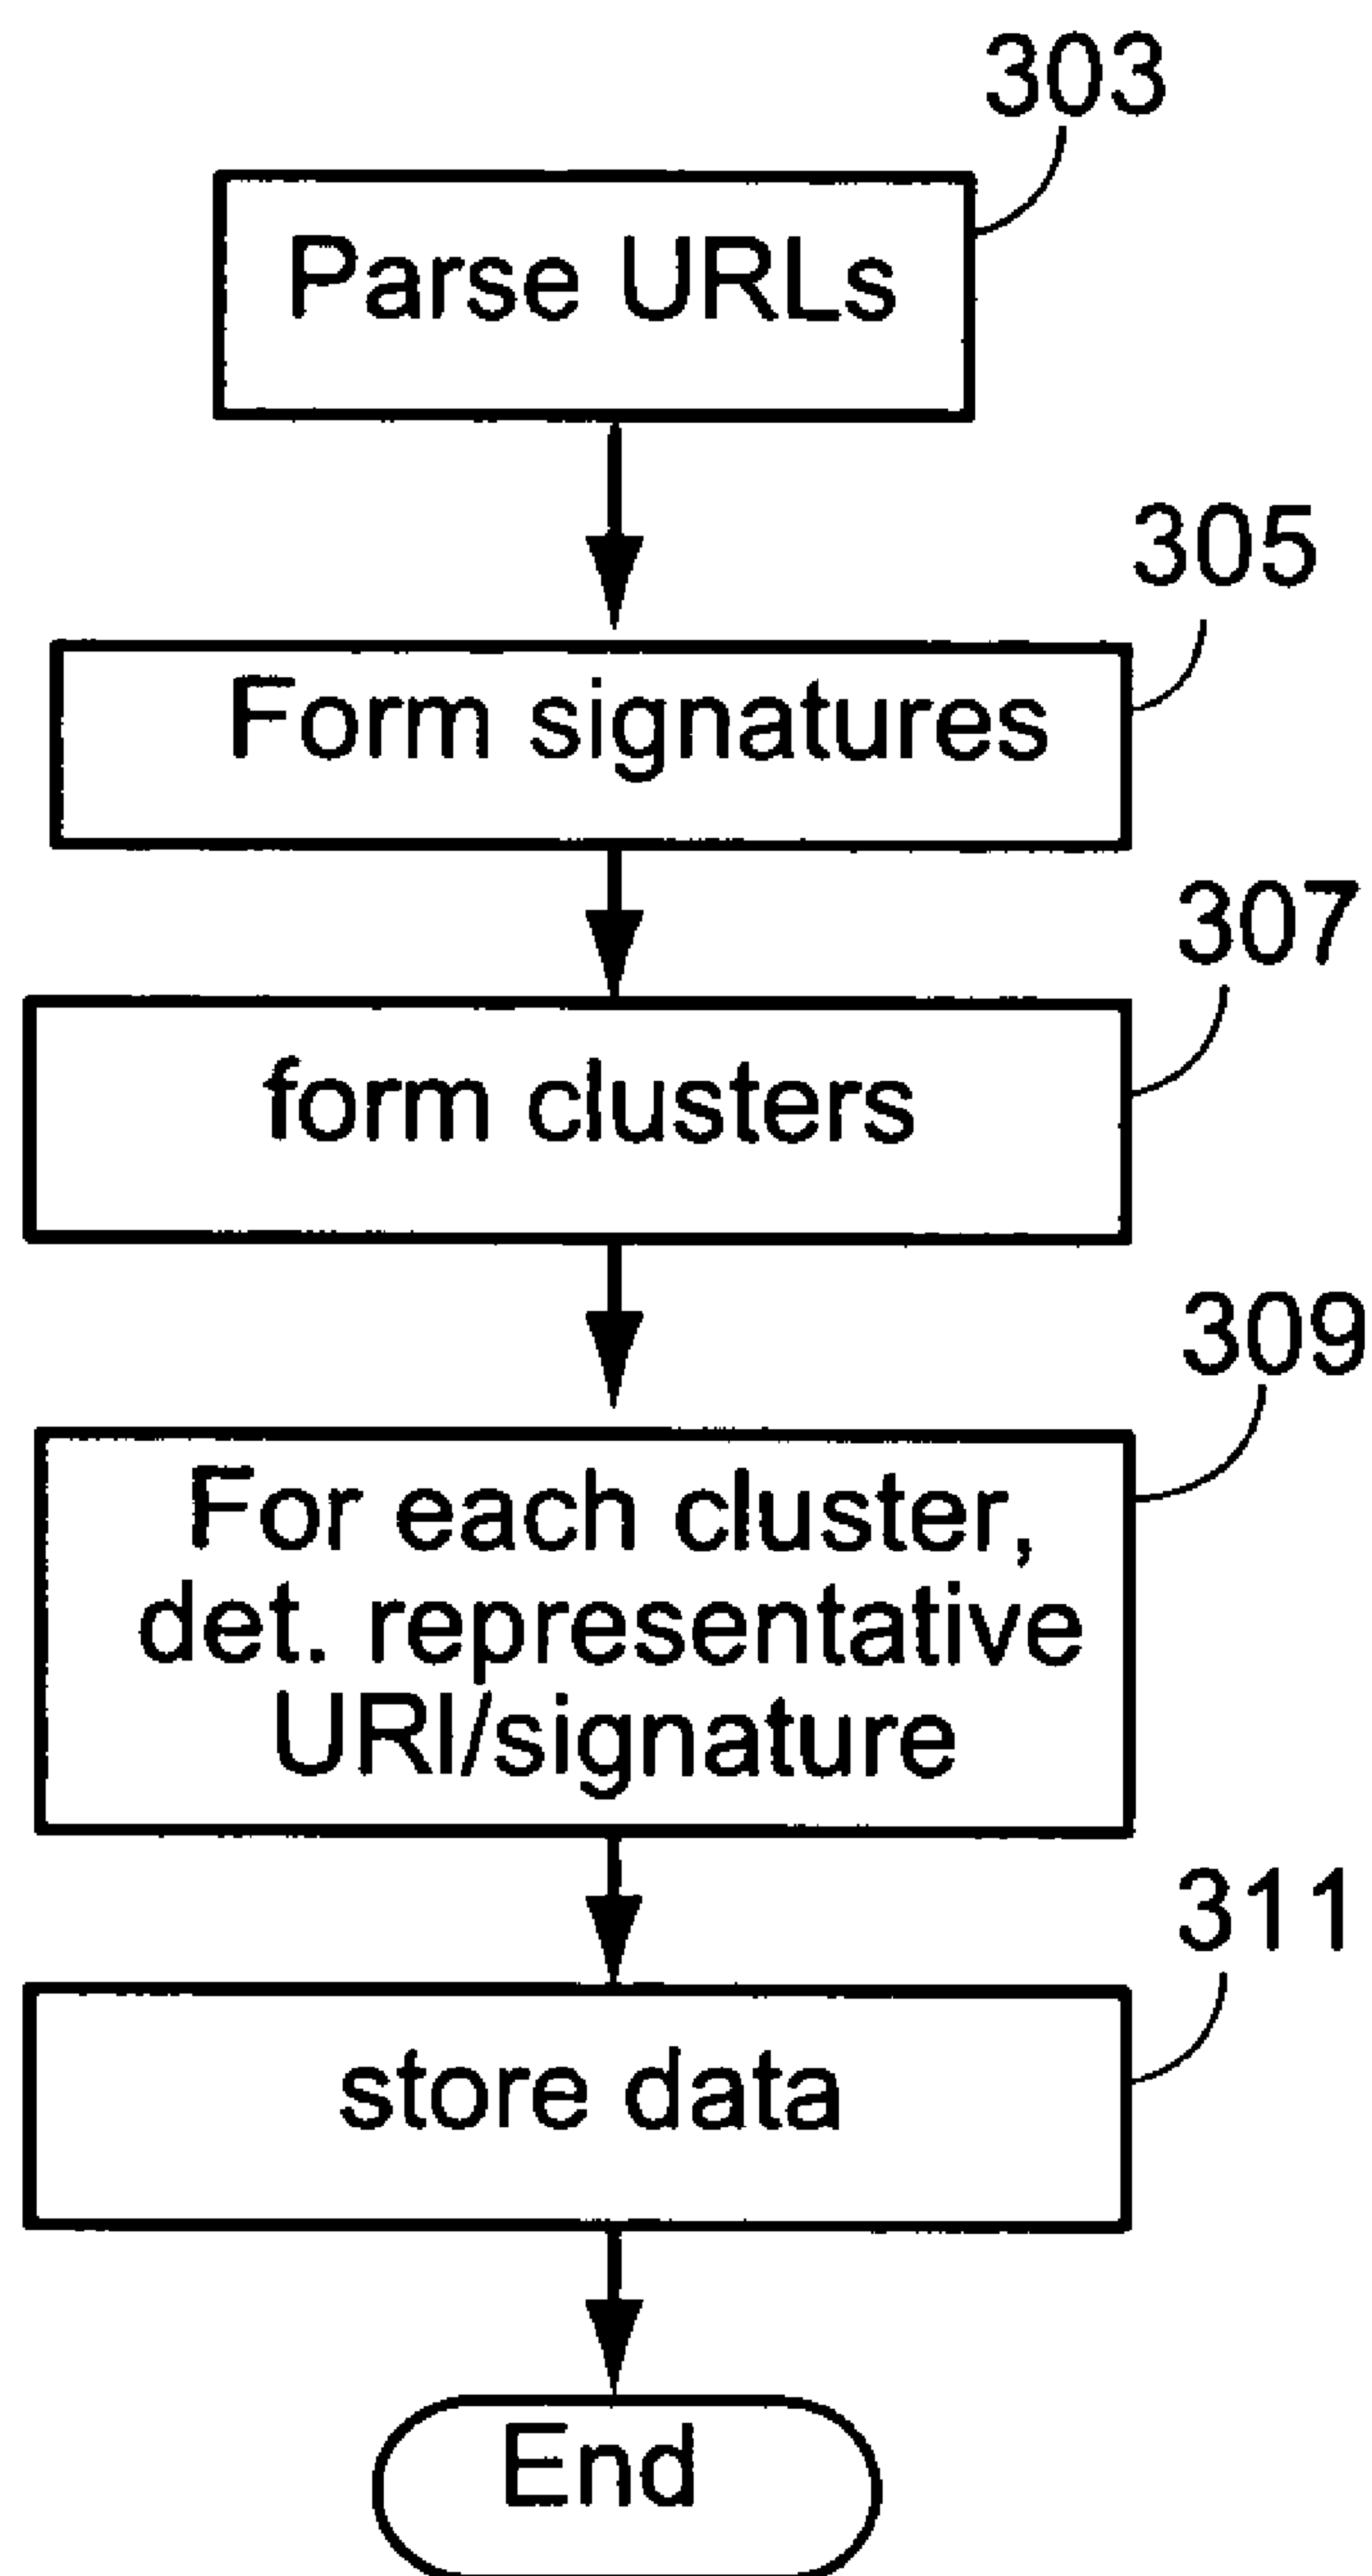 303
Parse URLs
305
Form signatures
307
form clusters
309
For each cluster,
det. representative
URI/signature
311
store data
End